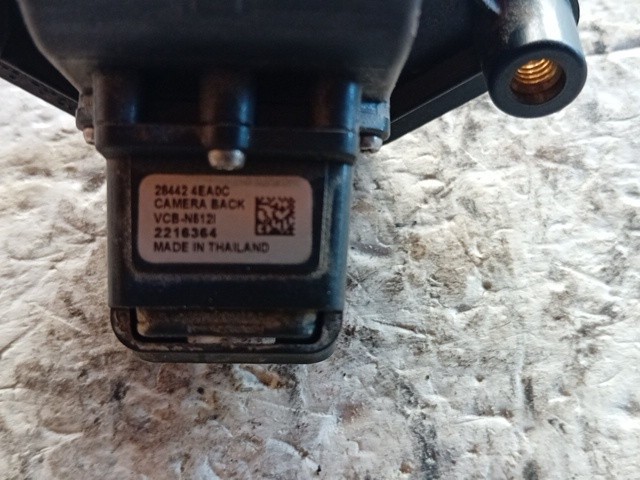 28442 4EA0C
CAMERA BACK
VCB-N612I
2216364
MADE IN THAILAND